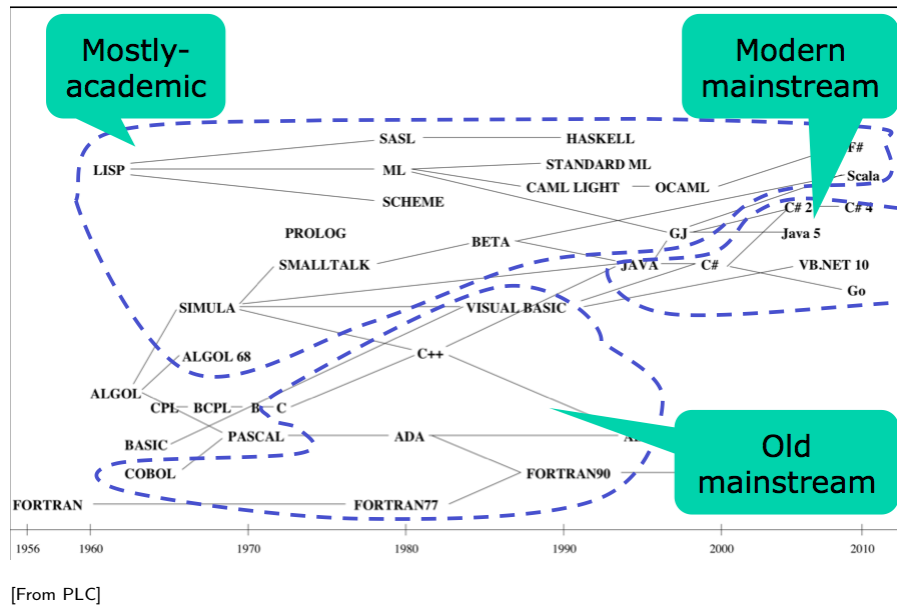 Mostly-
academic
Modern
mainstream
SASL
HASKELL
F#
LISP
ML
STANDARD ML
CAML LIGHT
OCAML
Scala
SCHEME
C# 2
C# 4
PROLOG
BETA
GJ
Java 5
SMALLTALK
JAVA
C#
VB.NET 10
Go
SIMULA
VISUAL BASIC
ALGOL 68
C++
ALGOL
CPL
BCPL
B
C
BASIC
PASCAL
ADA
COBOL
FORTRAN90
Old
mainstream
FORTRAN
FORTRAN77
1956
1960
1970
1980
1990
2000
2010
[From PLC]